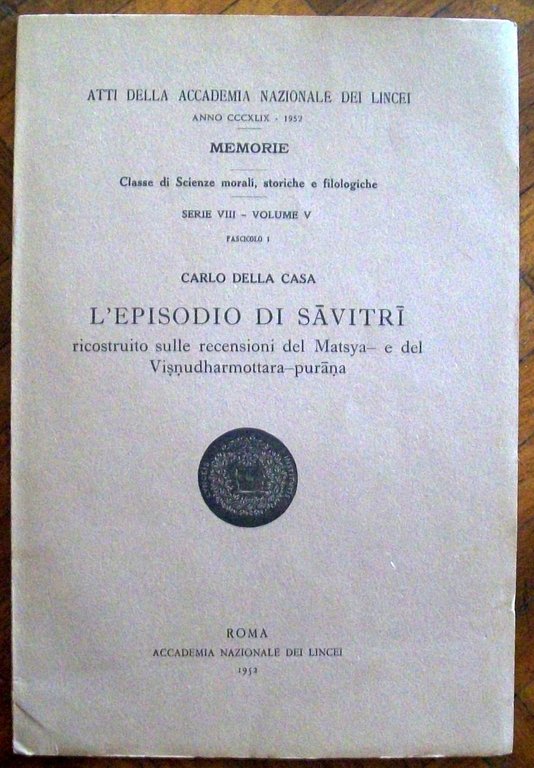 ATTI DELLA ACCADEMIA NAZIONALE DEI LINCEI
ANNO CCCXLIX - 1952
MEMORIE
Classe di Scienze morali, storiche e filologiche
SERIE VIII - VOLUME V
FASCICOLO 1
CARLO DELLA CASA
L'EPISODIO DI SĀVITRĪ
ricostruito sulle recensioni del Matsya- e del
Viṣṇudharmottara-purāṇa
ROMA
ACCADEMIA NAZIONALE DEI LINCEI
1952